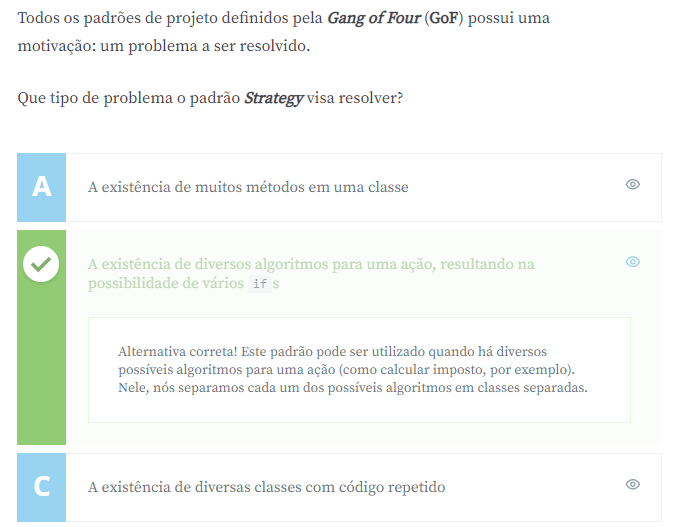 Todos os padrões de projeto definidos pela Gang of Four (GoF) possui uma
motivação: um problema a ser resolvido.
Que tipo de problema o padrão Strategy visa resolver?
A
A existência de muitos métodos em uma classe
A existência de diversos algoritmos para uma ação, resultando na
possibilidade de vários if s
Alternativa correta! Este padrão pode ser utilizado quando há diversos
possíveis algoritmos para uma ação (como calcular imposto, por exemplo).
Nele, nós separamos cada um dos possíveis algoritmos em classes separadas.
C
A existência de diversas classes com código repetido